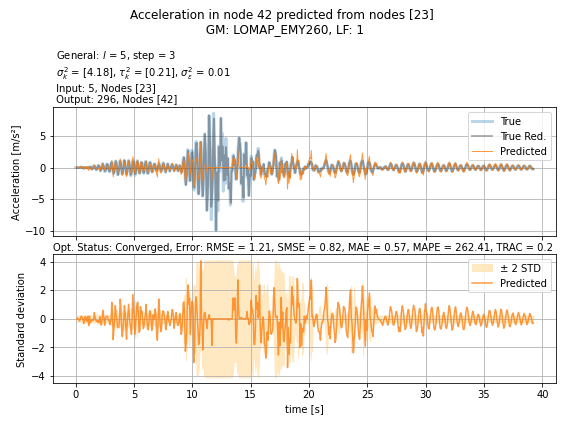 Acceleration in node 42 predicted from nodes [23]
GM: LOMAP_EMY260, LF: 1
General: l = 5, step = 3
σ²ₖ = [4.18], τ²ₖ = [0.21], σ²ε = 0.01
Input: 5, Nodes [23]
Output: 296, Nodes [42]
Acceleration [m/s²]
5
0
−5
−10
True
True Red.
Predicted
Opt. Status: Converged, Error: RMSE = 1.21, SMSE = 0.82, MAE = 0.57, MAPE = 262.41, TRAC = 0.2
Standard deviation
4
2
0
−2
−4
± 2 STD
Predicted
0 5 10 15 20 25 30 35 40
time [s]